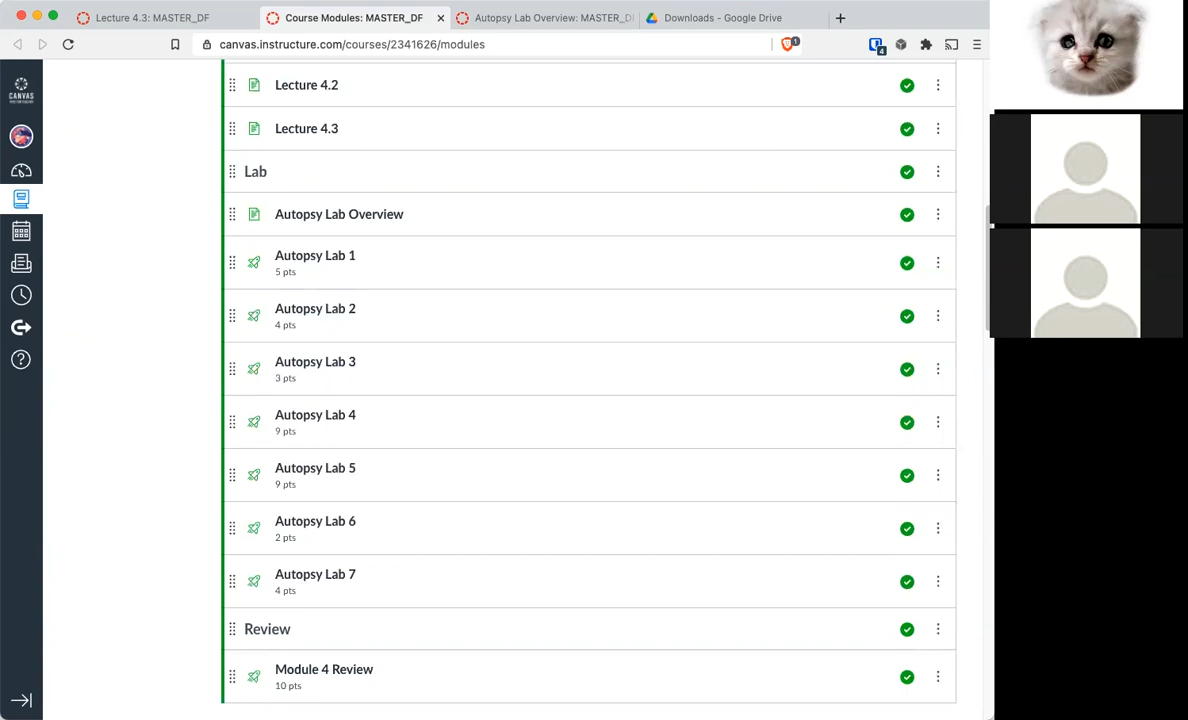 Lecture 4.3: MASTER_DF
Course Modules: MASTER_DF
Autopsy Lab Overview: MASTER_D
Downloads - Google Drive
canvas.instructure.com/courses/2341626/modules
1
4
CANVAS
Lecture 4.2
Lecture 4.3
Lab
Autopsy Lab Overview
Autopsy Lab 1
5 pts
Autopsy Lab 2
4 pts
Autopsy Lab 3
3 pts
Autopsy Lab 4
9 pts
Autopsy Lab 5
9 pts
Autopsy Lab 6
2 pts
Autopsy Lab 7
4 pts
Review
Module 4 Review
10 pts